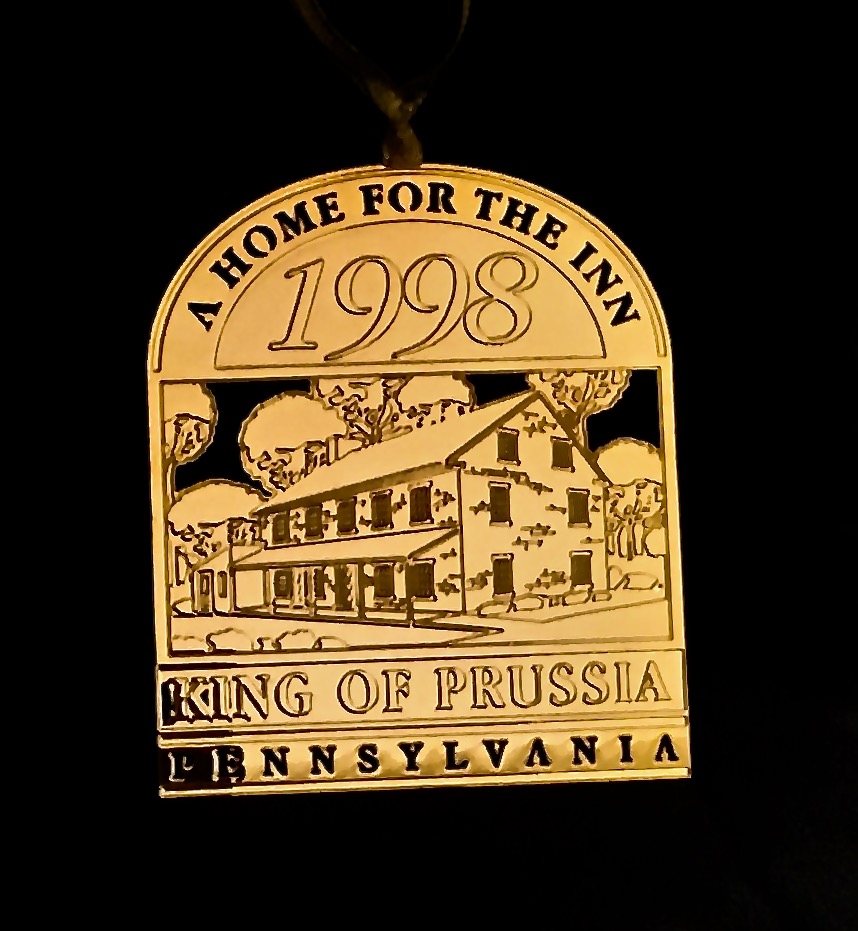 A HOME FOR THE INN
1998
KING OF PRUSSIA
PENNSYLVANIA